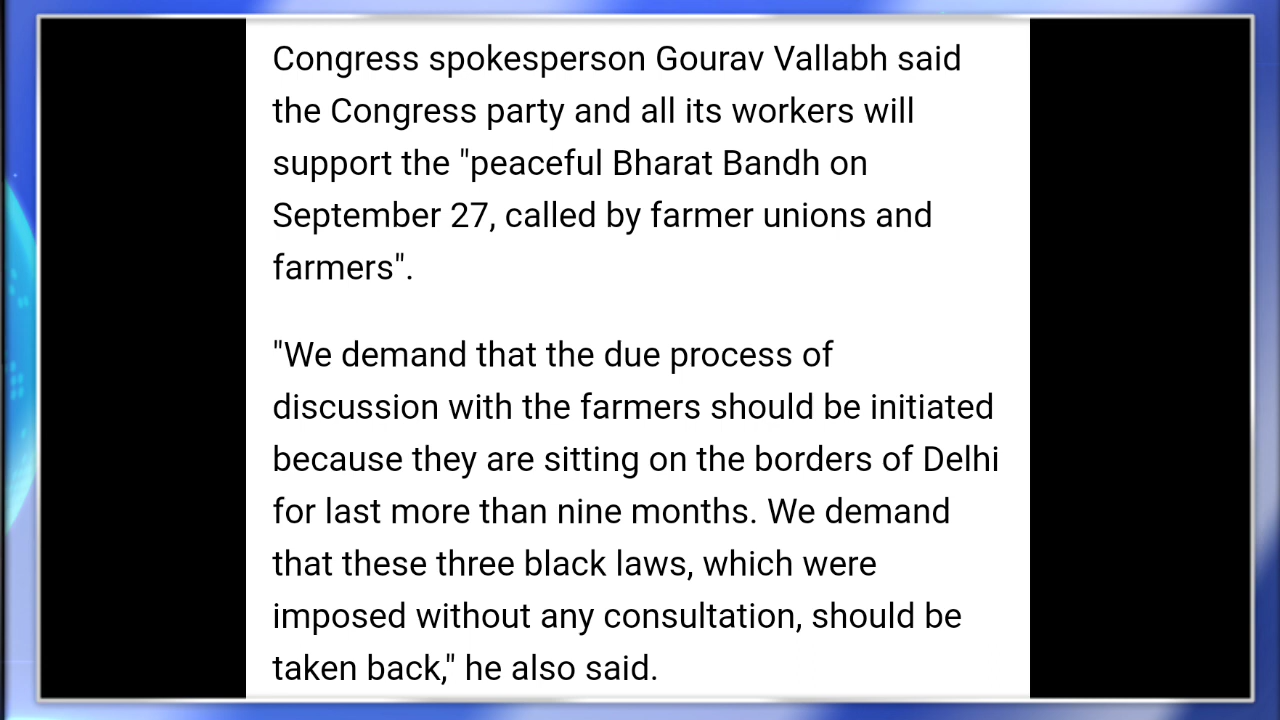 Congress spokesperson Gourav Vallabh said
the Congress party and all its workers will
support the "peaceful Bharat Bandh on
September 27, called by farmer unions and
farmers".
"We demand that the due process of
discussion with the farmers should be initiated
because they are sitting on the borders of Delhi
for last more than nine months. We demand
that these three black laws, which were
imposed without any consultation, should be
taken back," he also said.